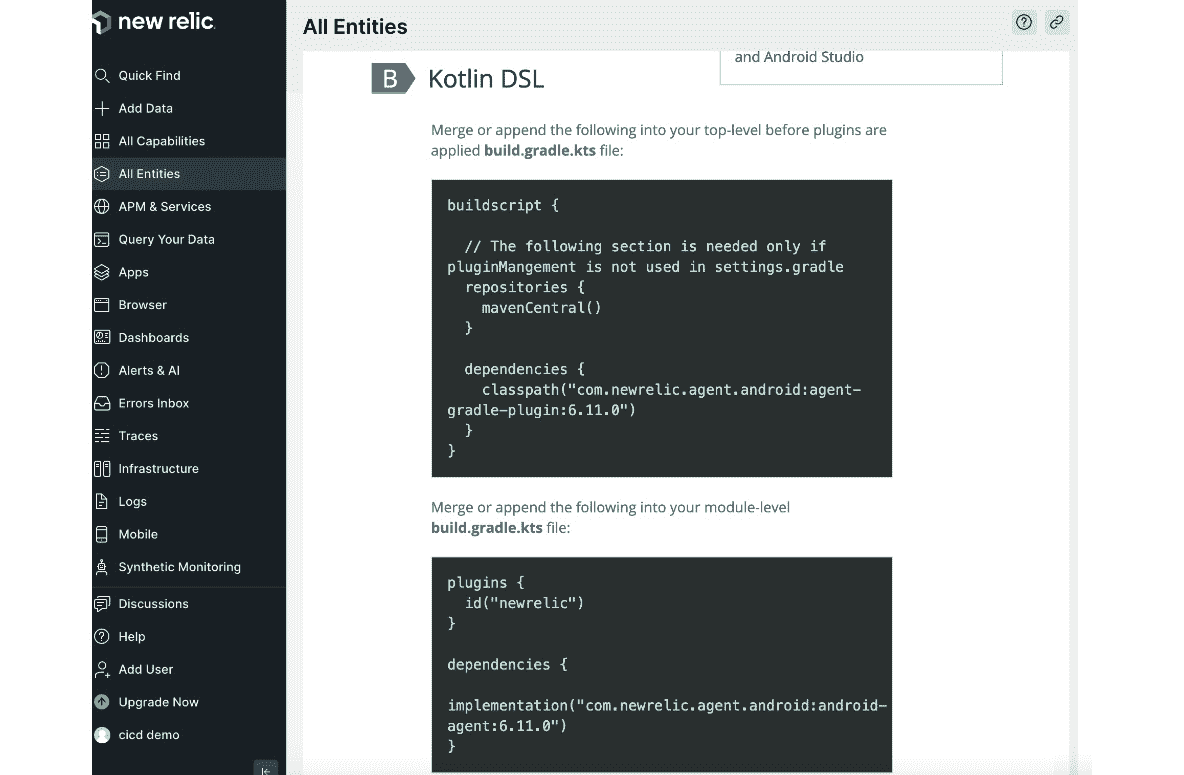 new relic.
Quick Find
Add Data
All Capabilities
All Entities
APM & Services
Query Your Data
Apps
Browser
Dashboards
Alerts & AI
Errors Inbox
Traces
Infrastructure
Logs
Mobile
Synthetic Monitoring
Discussions
Help
Add User
Upgrade Now
cicd demo
All Entities
and Android Studio
B Kotlin DSL
Merge or append the following into your top-level before plugins are
applied build.gradle.kts file:
buildscript {
// The following section is needed only if
pluginMangement is not used in settings.gradle
repositories {
mavenCentral()
}
dependencies {
classpath("com.newrelic.agent.android:agent-
gradle-plugin:6.11.0")
}
}
Merge or append the following into your module-level
build.gradle.kts file:
plugins {
id("newrelic")
}
dependencies {
implementation("com.newrelic.agent.android:android-
agent:6.11.0")
}